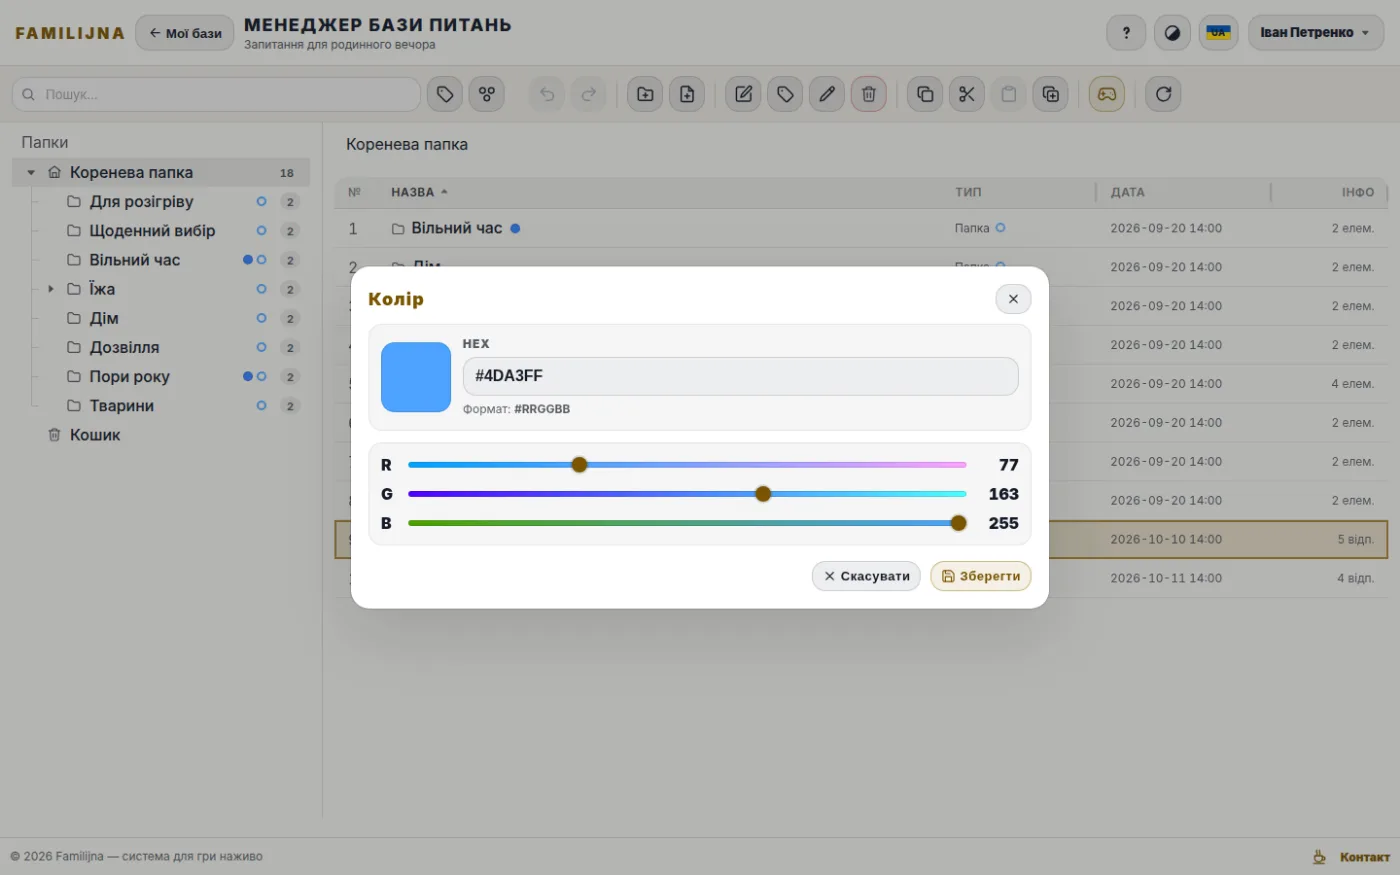 FAMILIJNA
← Мої бази
МЕНЕДЖЕР БАЗИ ПИТАНЬ
Запитання для родинного вечора
?
UA
Іван Петренко
Пошук...
Папки
Коренева папка 18
Для розігріву 2
Щоденний вибір 2
Вільний час 2
Їжа 2
Дім 2
Дозвілля 2
Пори року 2
Тварини 2
Кошик
Коренева папка
№ НАЗВА ТИП ДАТА ІНФО
1 Вільний час Папка 2026-09-20 14:00 2 елем.
2 Дім Папка 2026-09-20 14:00 2 елем.
2026-09-20 14:00 2 елем.
2026-09-20 14:00 2 елем.
2026-09-20 14:00 4 елем.
2026-09-20 14:00 2 елем.
2026-09-20 14:00 2 елем.
2026-09-20 14:00 2 елем.
2026-10-10 14:00 5 відп.
2026-10-11 14:00 4 відп.
Колір
HEX
#4DA3FF
Формат: #RRGGBB
R 77
G 163
B 255
Скасувати
Зберегти
© 2026 Familijna — система для гри наживо
Контакт